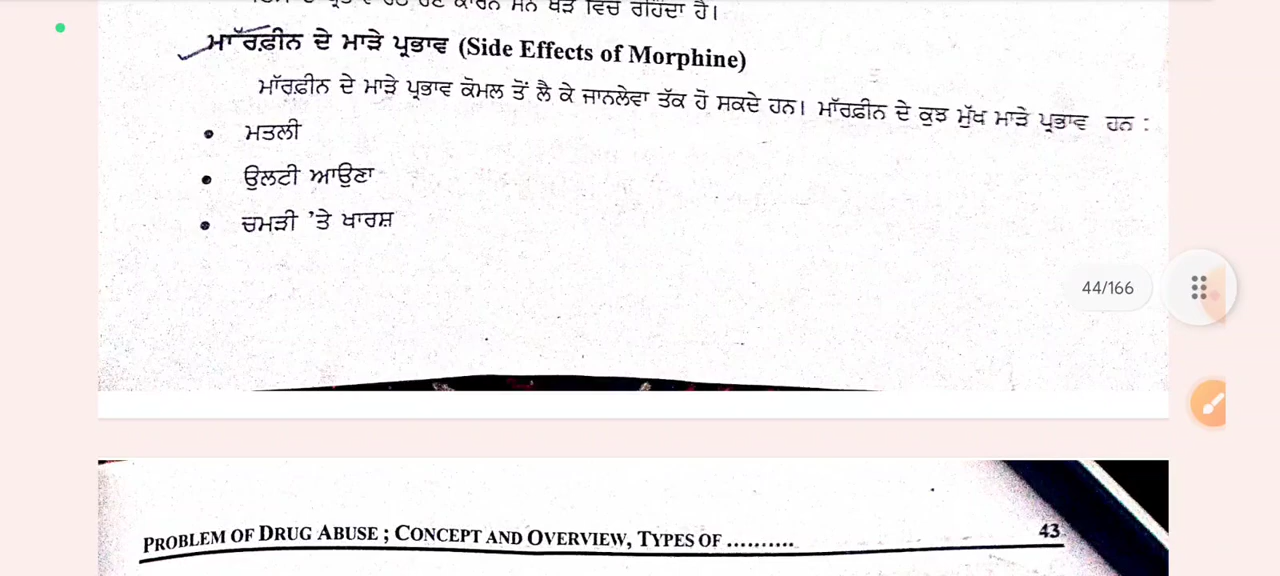 ਵਿਚ ਰਹਿੰਦਾ ਹੈ।
ਮਾੱਰਫ਼ੀਨ ਦੇ ਮਾੜੇ ਪ੍ਰਭਾਵ (Side Effects of Morphine)
ਮਾੱਰਫ਼ੀਨ ਦੇ ਮਾੜੇ ਪ੍ਰਭਾਵ ਕੋਮਲ ਤੋਂ ਲੈ ਕੇ ਜਾਨਲੇਵਾ ਤੱਕ ਹੋ ਸਕਦੇ ਹਨ। ਮਾੱਰਫ਼ੀਨ ਦੇ ਕੁਝ ਮੁੱਖ ਮਾੜੇ ਪ੍ਰਭਾਵ ਹਨ :
• ਮਤਲੀ
• ਉਲਟੀ ਆਉਣਾ
• ਚਮੜੀ ’ਤੇ ਖਾਰਸ਼
44/166
PROBLEM OF DRUG ABUSE ; CONCEPT AND OVERVIEW, TYPES OF .......... 43